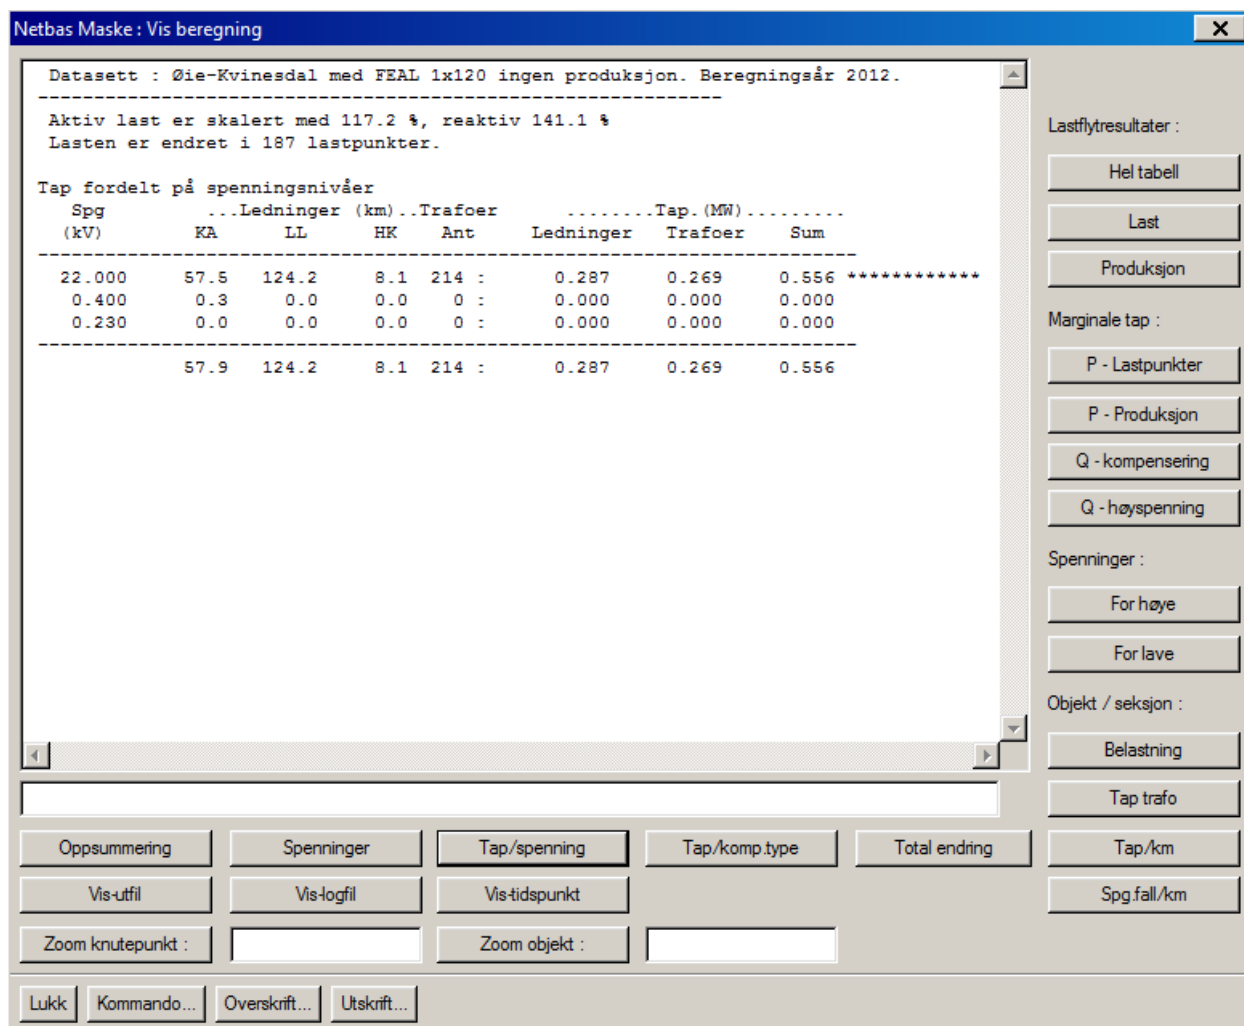 Netbas Maske : Vis beregning
Datasett : Øie-Kvinesdal med FEAL 1x120 ingen produksjon. Beregningsår 2012.
-------------------------------------------------------------
Aktiv last er skalert med 117.2 %, reaktiv 141.1 %
Lasten er endret i 187 lastpunkter.
Tap fordelt på spenningsnivåer
Spg ...Ledninger (km)..Trafoer ........Tap.(MW).........
(kV) KA LL HK Ant Ledninger Trafoer Sum
-------------------------------------------------------------------------
22.000 57.5 124.2 8.1 214 : 0.287 0.269 0.556 ************
0.400 0.3 0.0 0.0 0 : 0.000 0.000 0.000
0.230 0.0 0.0 0.0 0 : 0.000 0.000 0.000
-------------------------------------------------------------------------
57.9 124.2 8.1 214 : 0.287 0.269 0.556
Lastflytresultater :
Hel tabell
Last
Produksjon
Marginale tap :
P - Lastpunkter
P - Produksjon
Q - kompensering
Q - høyspenning
Spenninger :
For høye
For lave
Objekt / seksjon :
Belastning
Tap trafo
Oppsummering Spenninger Tap/spenning Tap/komp.type Total endring Tap/km
Vis-utfil Vis-logfil Vis-tidspunkt Spg.fall/km
Zoom knutepunkt : Zoom objekt :
Lukk Kommando... Overskrift... Utskrift...